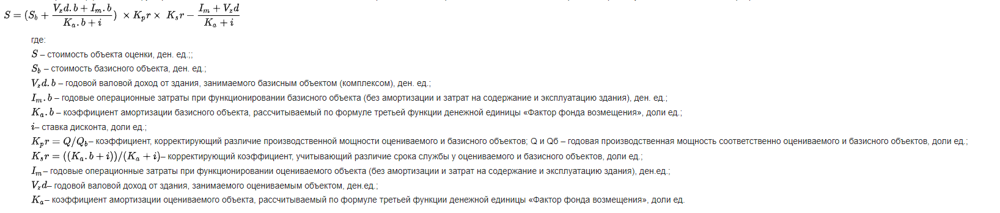 S = (S_b + (V_z d.b + I_m.b)/(K_a.b + i)) × K_p r × K_s r − (I_m + V_z d)/(K_a + i)
где:
S – стоимость объекта оценки, ден. ед.;;
S_b – стоимость базисного объекта, ден. ед.;
V_z d.b – годовой валовой доход от здания, занимаемого базисным объектом (комплексом), ден. ед.;
I_m.b – годовые операционные затраты при функционировании базисного объекта (без амортизации и затрат на содержание и эксплуатацию здания), ден. ед.;
K_a.b – коэффициент амортизации базисного объекта, рассчитываемый по формуле третьей функции денежной единицы «Фактор фонда возмещения», доли ед.;
i– ставка дисконта, доли ед.;
K_p r = Q/Q_b– коэффициент, корректирующий различие производственной мощности оцениваемого и базисного объектов; Q и Qб – годовая производственная мощность соответственно оцениваемого и базисного объектов, доли ед.;
K_s r = ((K_a.b + i))/(K_a + i)– корректирующий коэффициент, учитывающий различие срока службы у оцениваемого и базисного объектов, доли ед.;
I_m– годовые операционные затраты при функционировании оцениваемого объекта (без амортизации и затрат на содержание и эксплуатацию здания), ден.ед.;
V_z d– годовой валовой доход от здания, занимаемого оцениваемым объектом, ден.ед.;
K_a– коэффициент амортизации оцениваемого объекта, рассчитываемый по формуле третьей функции денежной единицы «Фактор фонда возмещения», доли ед.